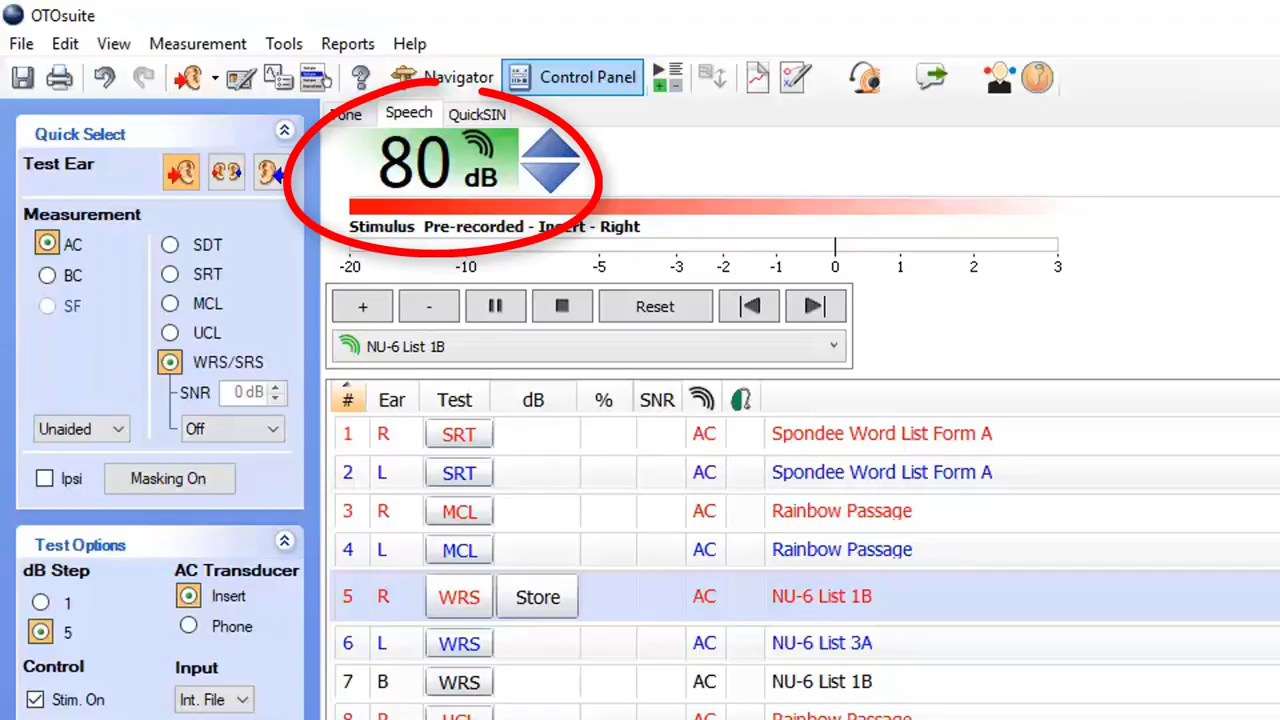 OTOsuite
File Edit View Measurement Tools Reports Help
Navigator Control Panel
Tone Speech QuickSIN
Quick Select
Test Ear
80 dB
Measurement
Stimulus Pre-recorded - Insert - Right
AC SDT
BC SRT
SF MCL
UCL
WRS/SRS
SNR 0 dB
Unaided Off
Ipsi Masking On
-20 -10 -5 -3 -2 -1 0 1 2 3
+ - Reset
NU-6 List 1B
# Ear Test dB % SNR
1 R SRT AC Spondee Word List Form A
2 L SRT AC Spondee Word List Form A
3 R MCL AC Rainbow Passage
4 L MCL AC Rainbow Passage
5 R WRS Store AC NU-6 List 1B
6 L WRS AC NU-6 List 3A
7 B WRS AC NU-6 List 1B
8 R UCL AC Rainbow Passage
Test Options
dB Step AC Transducer
1 Insert
5 Phone
Control Input
Stim. On Int. File